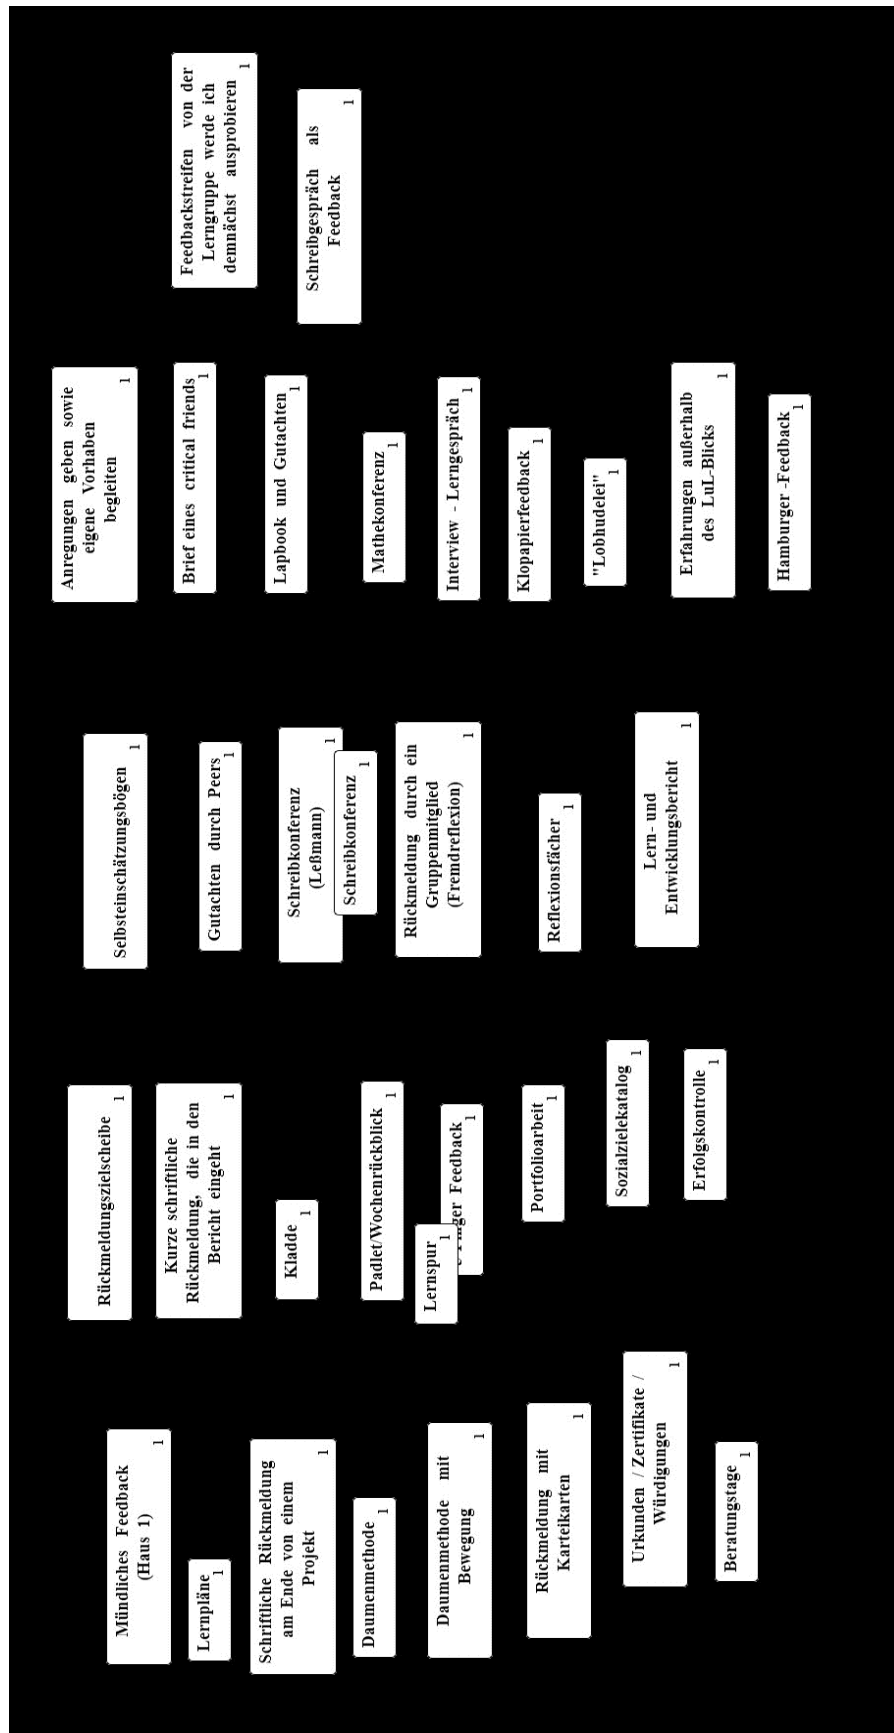 Mündliches Feedback
(Haus 1)
1
Lernpläne
1
Schriftliche Rückmeldung
am Ende von einem
Projekt
1
Daumenmethode
1
Daumenmethode mit
Bewegung
1
Rückmeldung mit
Karteikarten
1
Urkunden / Zertifikate /
Würdigungen
1
Beratungstage
1
Rückmeldungszielscheibe
1
Kurze schriftliche
Rückmeldung, die in den
Bericht eingeht
1
Kladde
1
Padlet/Wochenrückblick
1
Lernspur
1
Feedback
1
Portfolioarbeit
1
Sozialzielekatalog
1
Erfolgskontrolle
1
Selbsteinschätzungsbögen
1
Gutachten durch Peers
1
Schreibkonferenz
(Leßmann)
1
Schreibkonferenz
1
Rückmeldung durch ein
Gruppenmitglied
(Fremdreflexion)
1
Reflexionsfächer
1
Lern- und
Entwicklungsbericht
1
Anregungen geben sowie
eigene Vorhaben
begleiten
1
Brief eines critical friends
1
Lapbook und Gutachten
1
Mathekonferenz
1
Interview - Lerngespräch
1
Klopapierfeedback
1
"Lobhudelei"
1
Erfahrungen außerhalb
des LuL-Blicks
1
Hamburger -Feedback
1
Feedbackstreifen von der
Lerngruppe werde ich
demnächst ausprobieren
1
Schreibgespräch als
Feedback
1